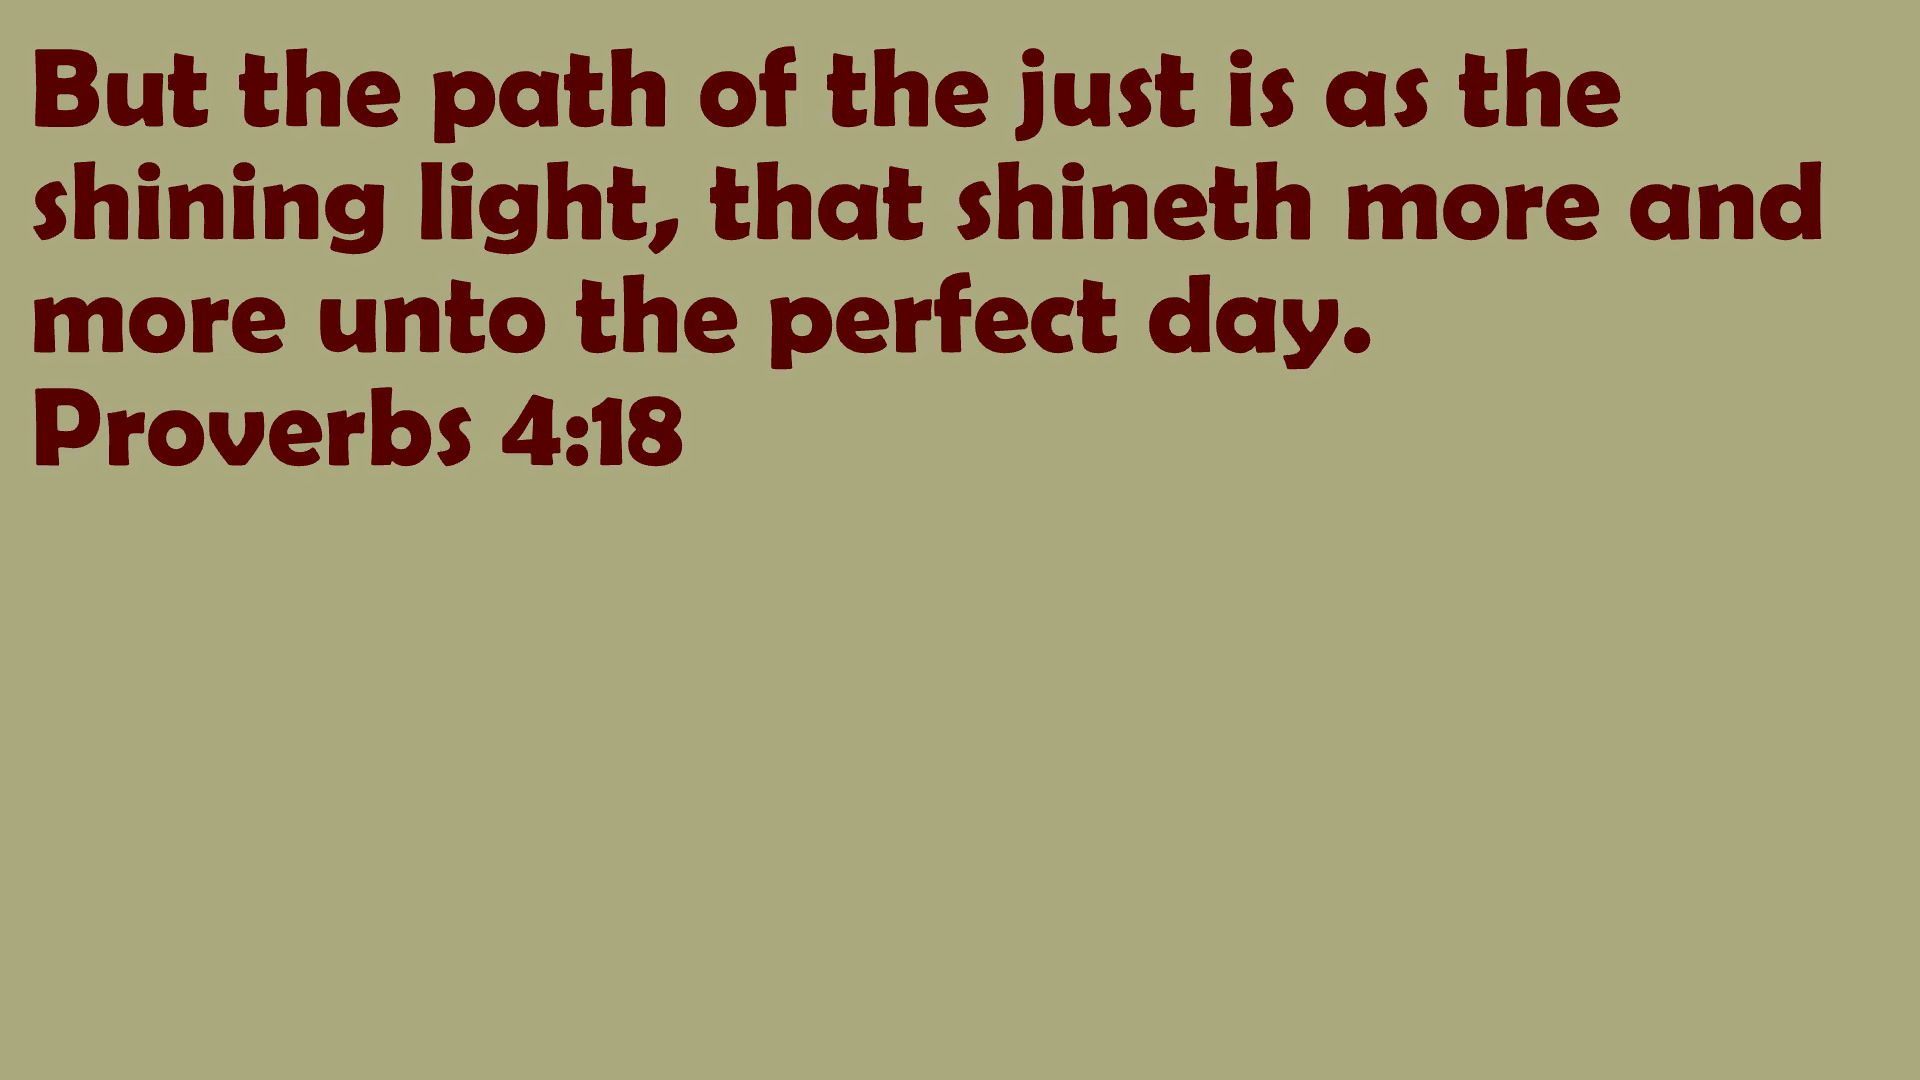 But the path of the just is as the
shining light, that shineth more and
more unto the perfect day.
Proverbs 4:18